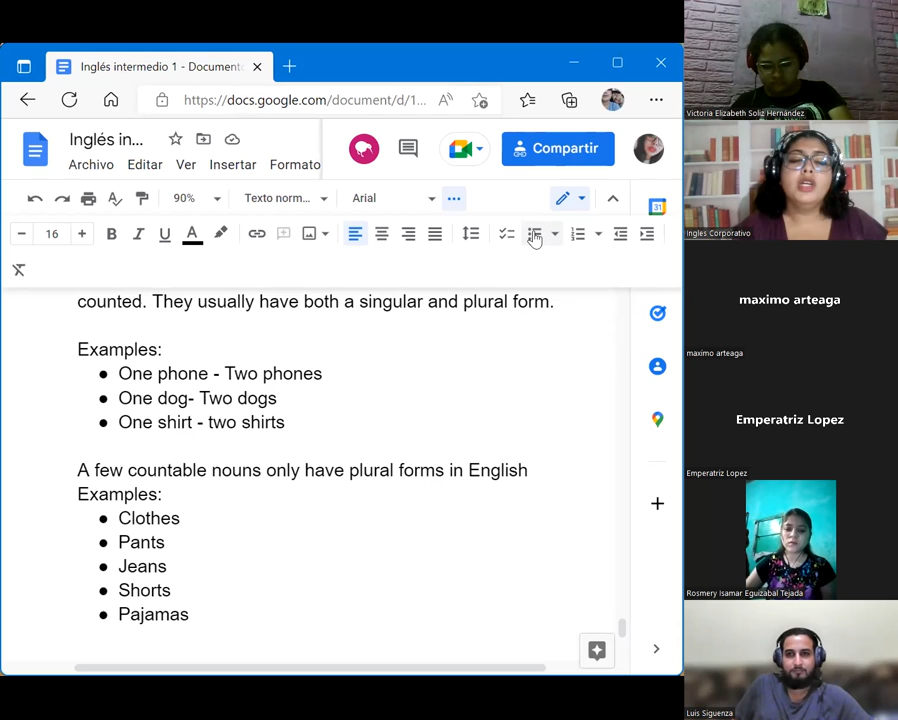 Inglés intermedio 1 - Document
https://docs.google.com/document/d/1...
Inglés in...
Archivo Editar Ver Insertar Formato
Compartir
90% Texto norm... Arial
16 B I U A
31
counted. They usually have both a singular and plural form.
Examples:
● One phone - Two phones
● One dog- Two dogs
● One shirt - two shirts
A few countable nouns only have plural forms in English
Examples:
● Clothes
● Pants
● Jeans
● Shorts
● Pajamas
Victoria Elizabeth Soliz Hernández
Ingles Corporativo
maximo arteaga
maximo arteaga
Emperatriz Lopez
Emperatriz Lopez
Rosmery Isamar Eguizabal Tejada
Luis Siguenza